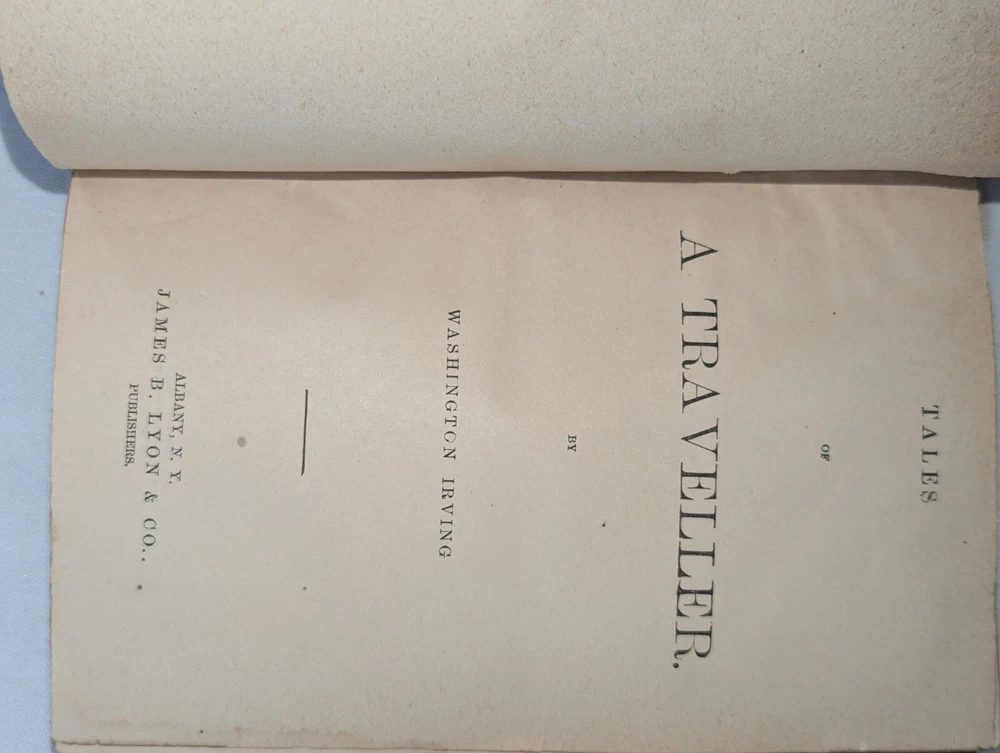 TALES
OF
A TRAVELLER.
BY
WASHINGTON IRVING
ALBANY, N. Y.
JAMES B. LYON & CO.,
PUBLISHERS.